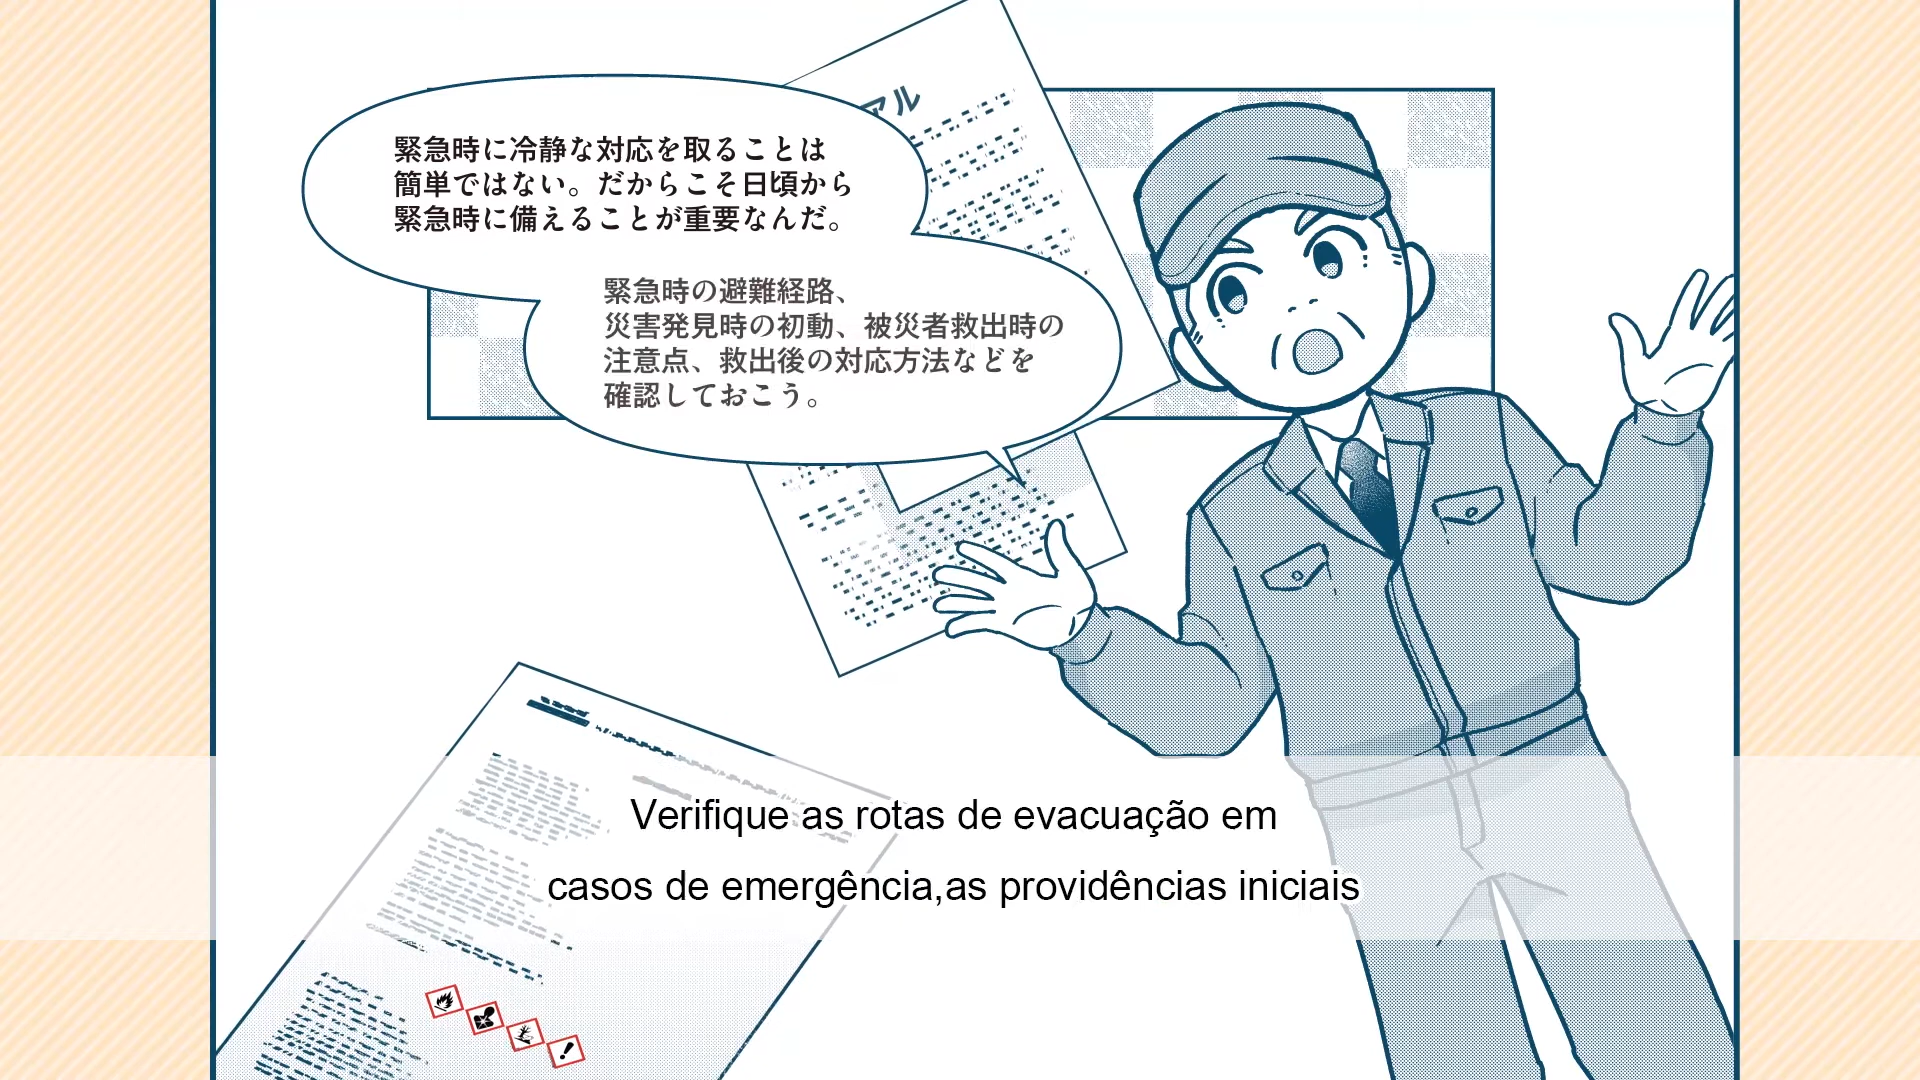 アル
緊急時に冷静な対応を取ることは
簡単ではない。だからこそ日頃から
緊急時に備えることが重要なんだ。
緊急時の避難経路、
災害発見時の初動、被災者救出時の
注意点、救出後の対応方法などを
確認しておこう。
Verifique as rotas de evacuação em
casos de emergência,as providências iniciais